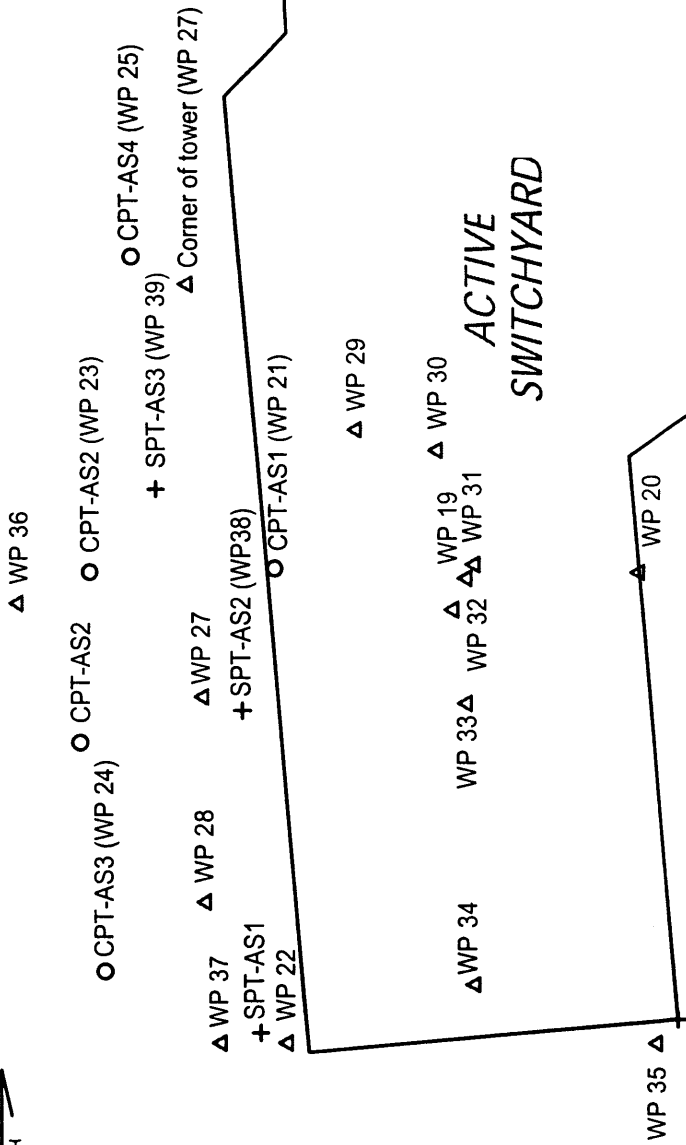 WP 36
CPT-AS3 (WP 24)
CPT-AS2
CPT-AS2 (WP 23)
CPT-AS4 (WP 25)
SPT-AS3 (WP 39)
Corner of tower (WP 27)
WP 28
WP 27
WP 37
SPT-AS1
SPT-AS2 (WP38)
WP 22
CPT-AS1 (WP 21)
WP 29
WP 30
WP 19
WP 31
WP 32
WP 33
WP 34
ACTIVE
SWITCHYARD
WP 20
WP 35